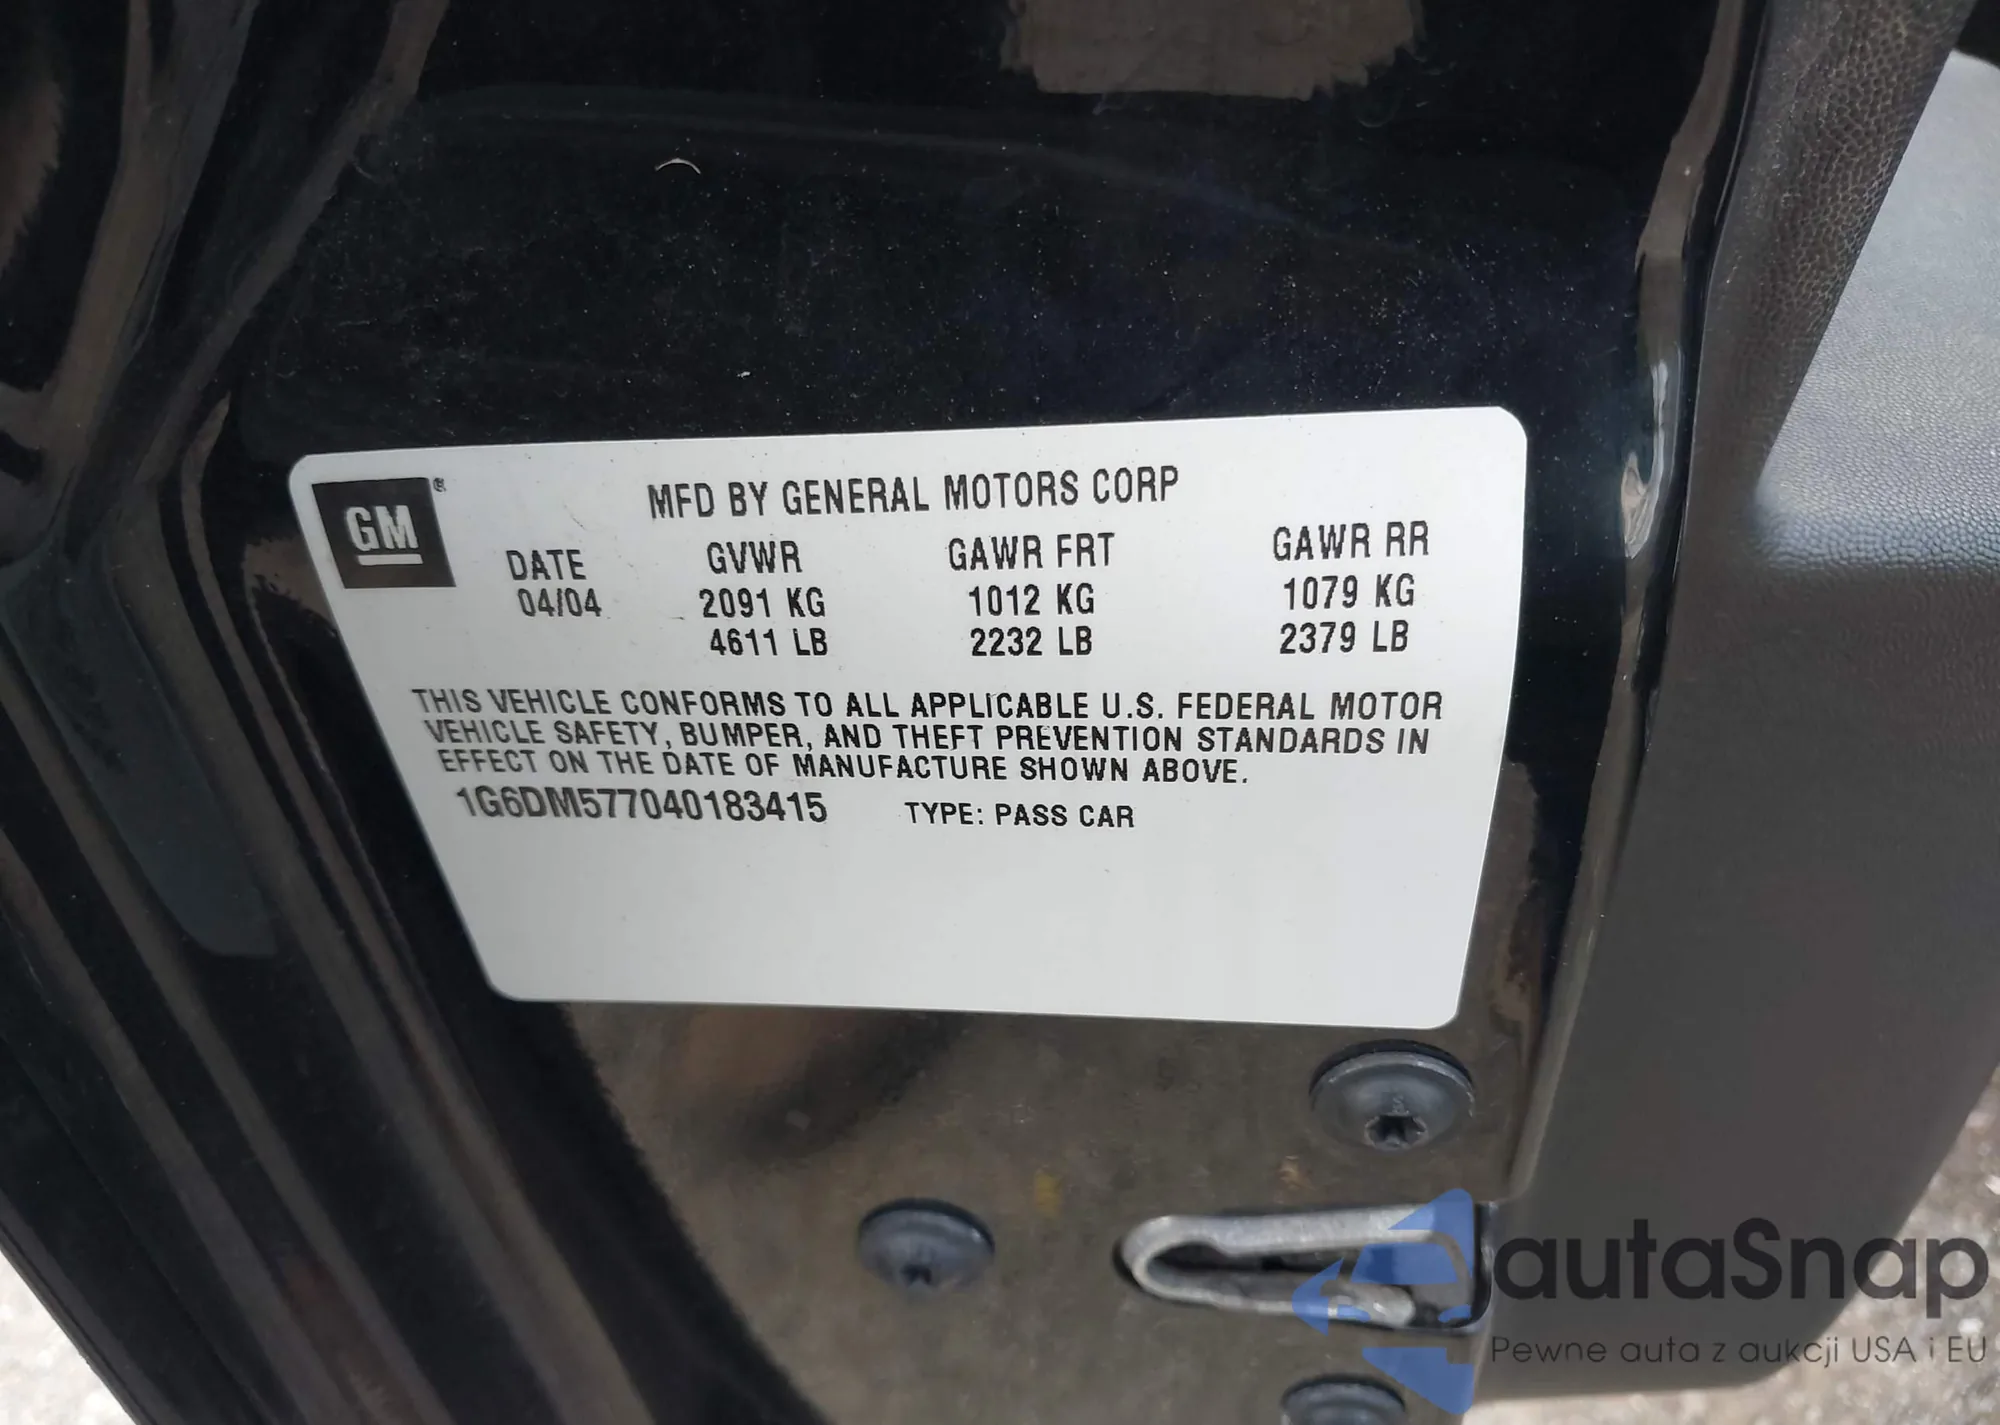 GM®
MFD BY GENERAL MOTORS CORP
DATE GVWR GAWR FRT GAWR RR
04/04 2091 KG 1012 KG 1079 KG
4611 LB 2232 LB 2379 LB
THIS VEHICLE CONFORMS TO ALL APPLICABLE U.S. FEDERAL MOTOR
VEHICLE SAFETY, BUMPER, AND THEFT PREVENTION STANDARDS IN
EFFECT ON THE DATE OF MANUFACTURE SHOWN ABOVE.
1G6DM577040183415 TYPE: PASS CAR
autaSnap
Pewne auta z aukcji USA i EU